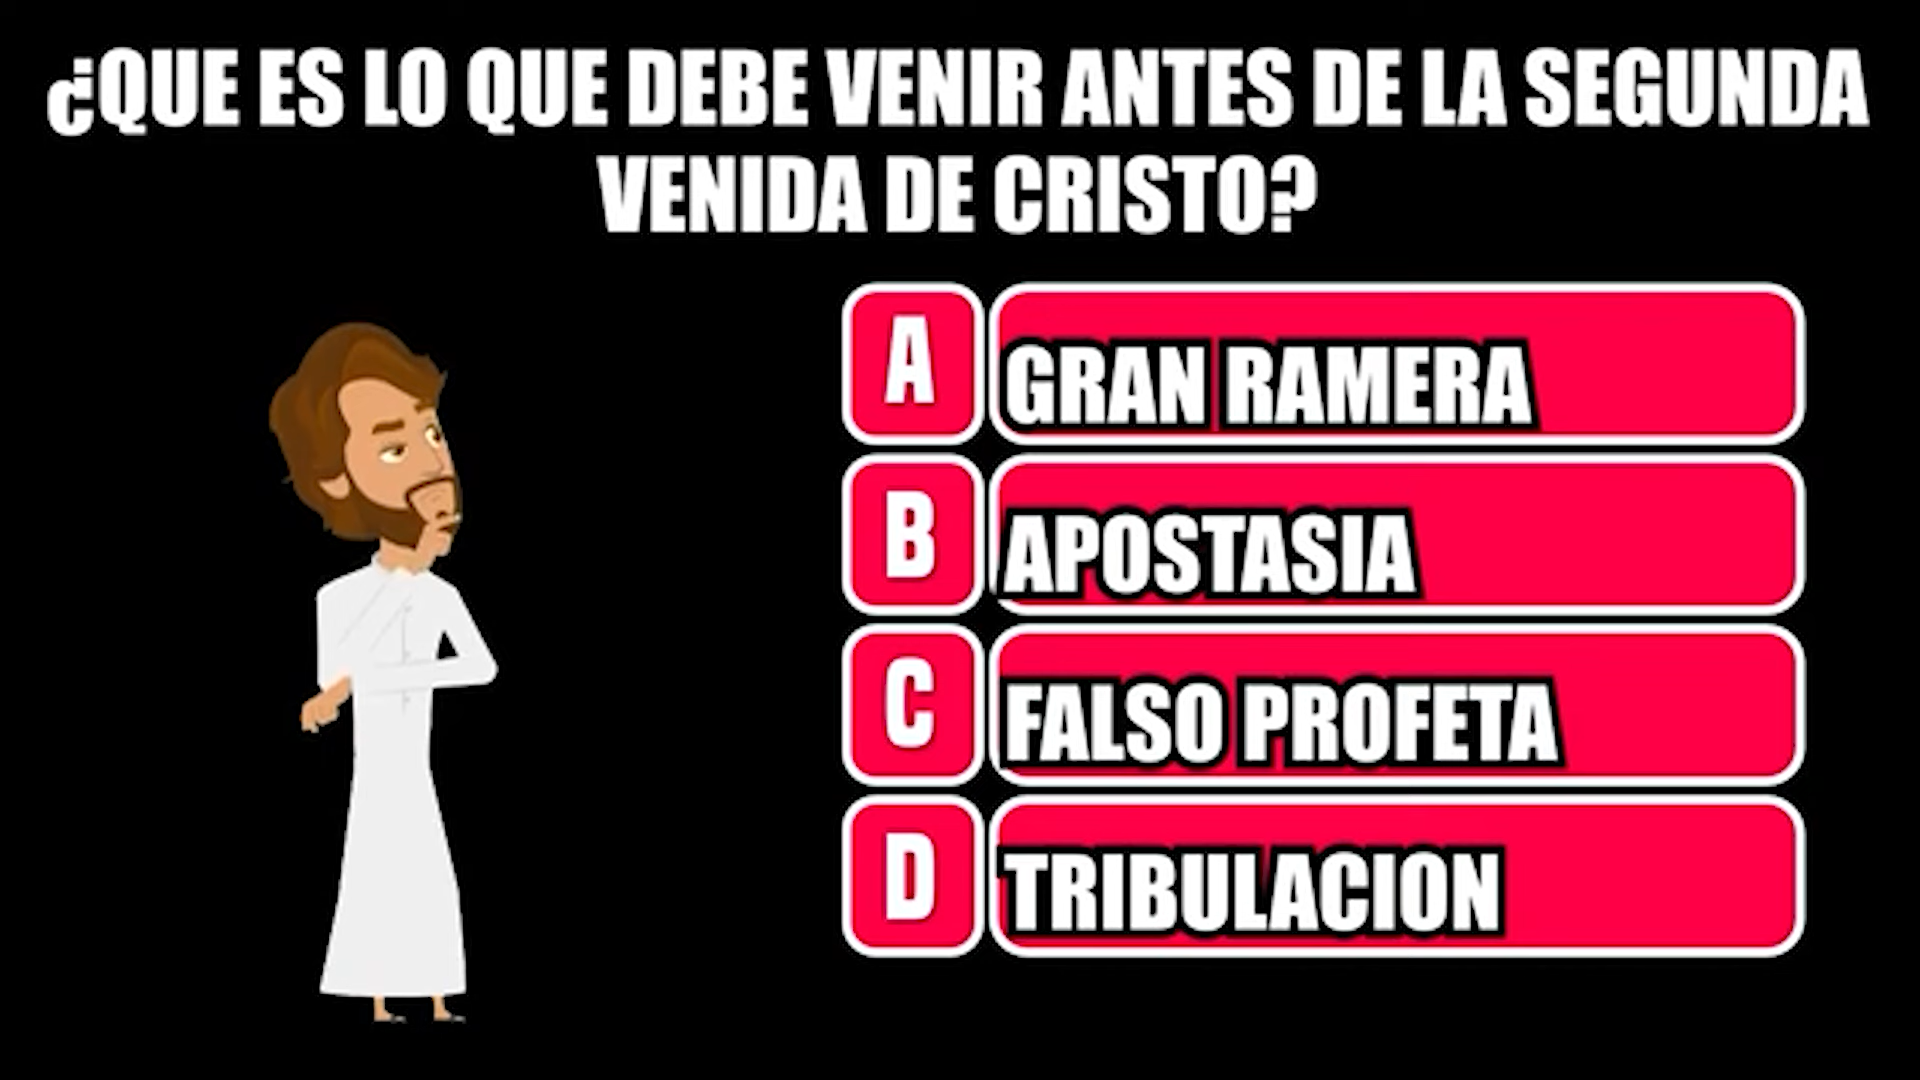 ¿QUE ES LO QUE DEBE VENIR ANTES DE LA SEGUNDA
VENIDA DE CRISTO?
A GRAN RAMERA
B APOSTASIA
C FALSO PROFETA
D TRIBULACION